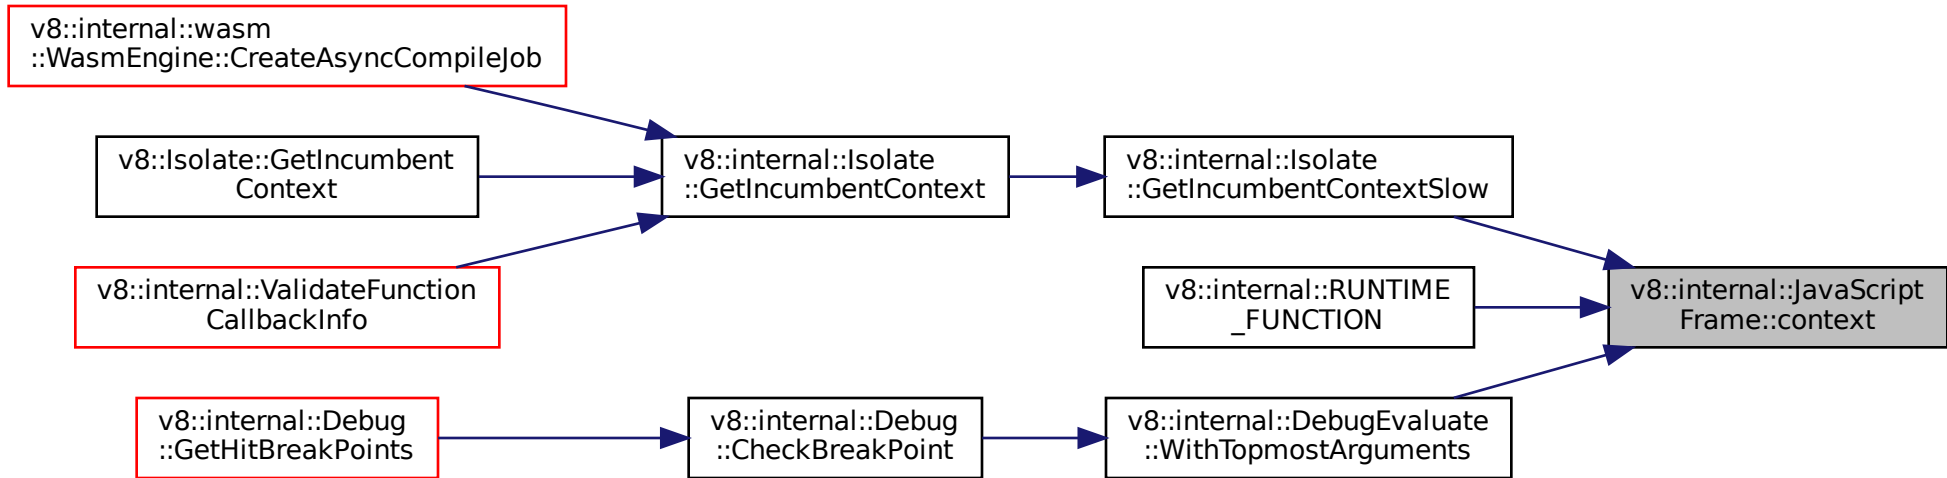 v8::internal::wasm
::WasmEngine::CreateAsyncCompileJob
v8::Isolate::GetIncumbent
Context
v8::internal::ValidateFunction
CallbackInfo
v8::internal::Isolate
::GetIncumbentContext
v8::internal::Isolate
::GetIncumbentContextSlow
v8::internal::RUNTIME
_FUNCTION
v8::internal::JavaScript
Frame::context
v8::internal::Debug
::GetHitBreakPoints
v8::internal::Debug
::CheckBreakPoint
v8::internal::DebugEvaluate
::WithTopmostArguments